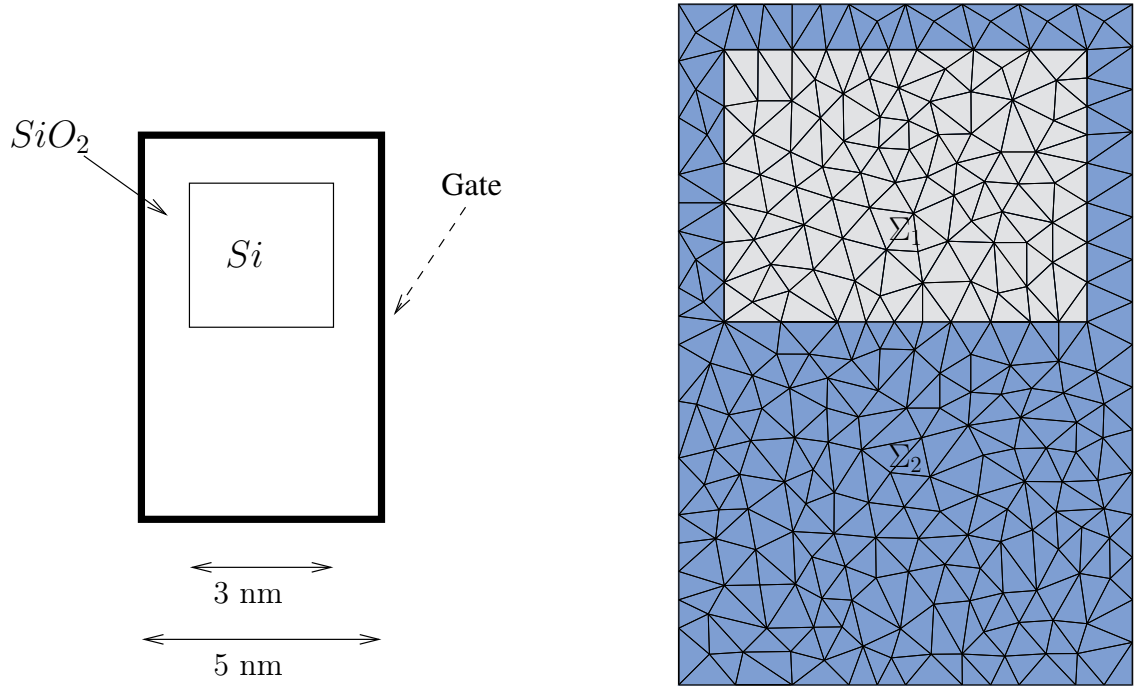 SiO₂
Gate
Si
3 nm
5 nm
Σ₁
Σ₂